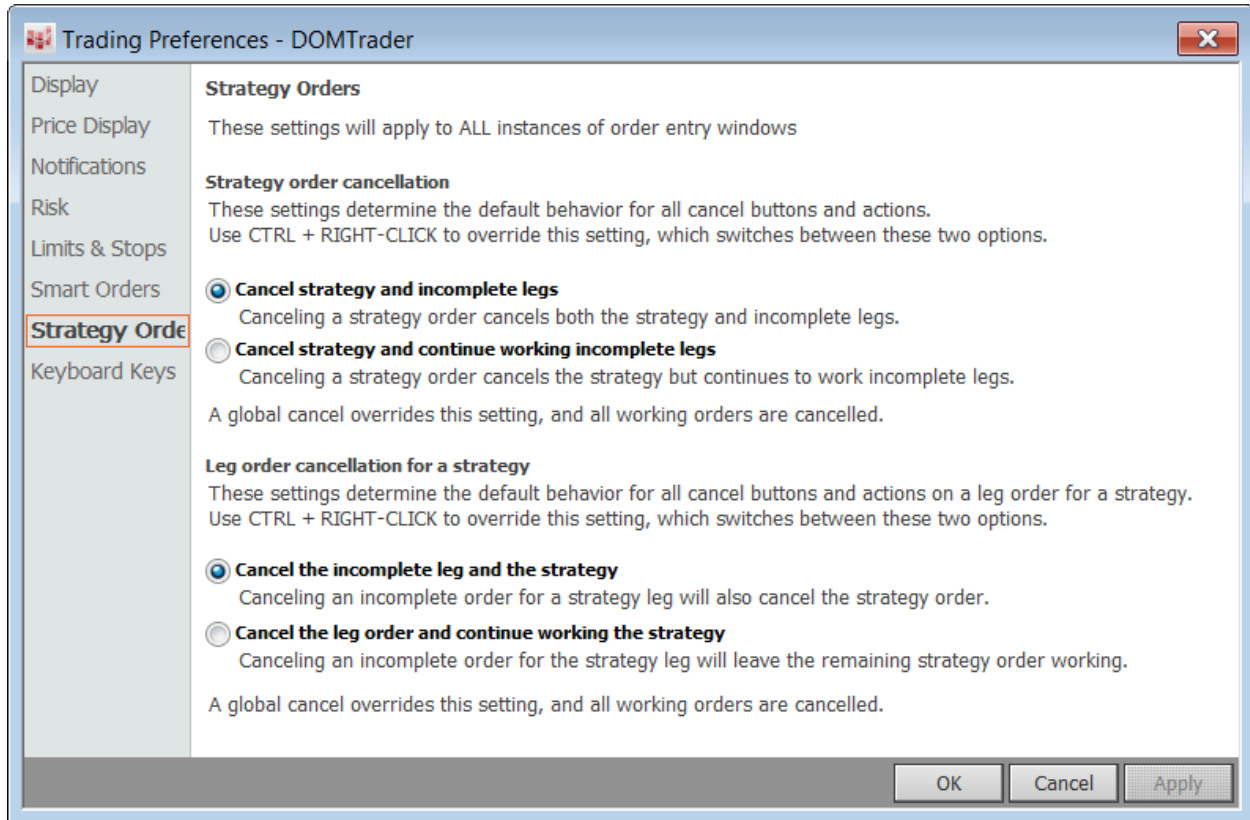 Trading Preferences - DOMTrader
Display
Price Display
Notifications
Risk
Limits & Stops
Smart Orders
Strategy Orde
Keyboard Keys
Strategy Orders
These settings will apply to ALL instances of order entry windows
Strategy order cancellation
These settings determine the default behavior for all cancel buttons and actions.
Use CTRL + RIGHT-CLICK to override this setting, which switches between these two options.
Cancel strategy and incomplete legs
Canceling a strategy order cancels both the strategy and incomplete legs.
Cancel strategy and continue working incomplete legs
Canceling a strategy order cancels the strategy but continues to work incomplete legs.
A global cancel overrides this setting, and all working orders are cancelled.
Leg order cancellation for a strategy
These settings determine the default behavior for all cancel buttons and actions on a leg order for a strategy.
Use CTRL + RIGHT-CLICK to override this setting, which switches between these two options.
Cancel the incomplete leg and the strategy
Canceling an incomplete order for a strategy leg will also cancel the strategy order.
Cancel the leg order and continue working the strategy
Canceling an incomplete order for the strategy leg will leave the remaining strategy order working.
A global cancel overrides this setting, and all working orders are cancelled.
OK
Cancel
Apply